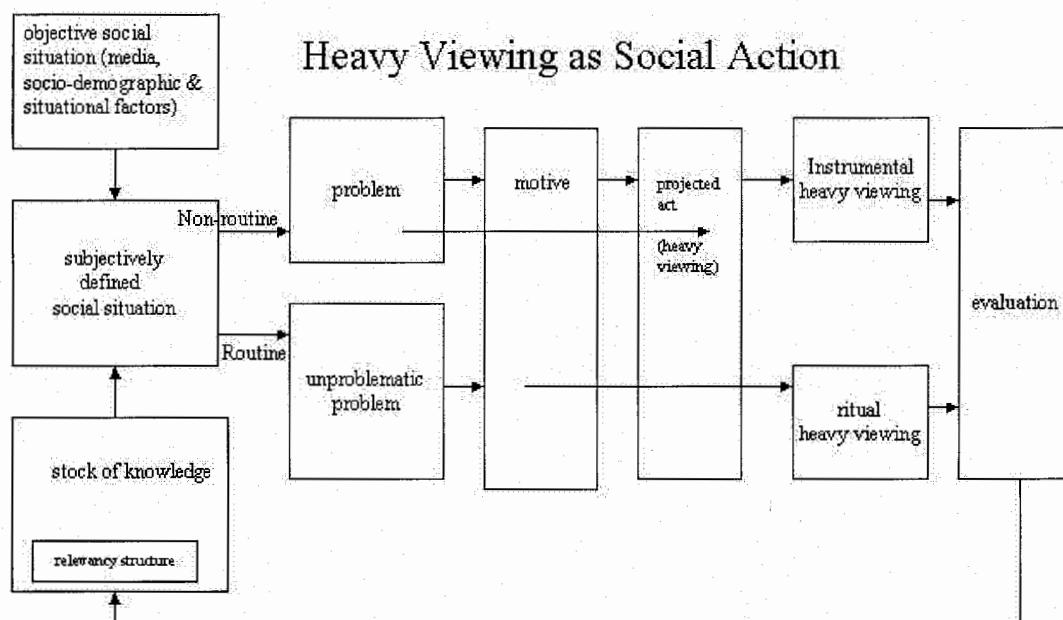 objective social
situation (media,
socio-demographic &
situational factors)
Heavy Viewing as Social Action
Non-routine
problem
motive
projected
act
(heavy
viewing)
Instrumental
heavy viewing
subjectively
defined
social situation
evaluation
Routine
unproblematic
problem
ritual
heavy viewing
stock of knowledge
relevancy structure